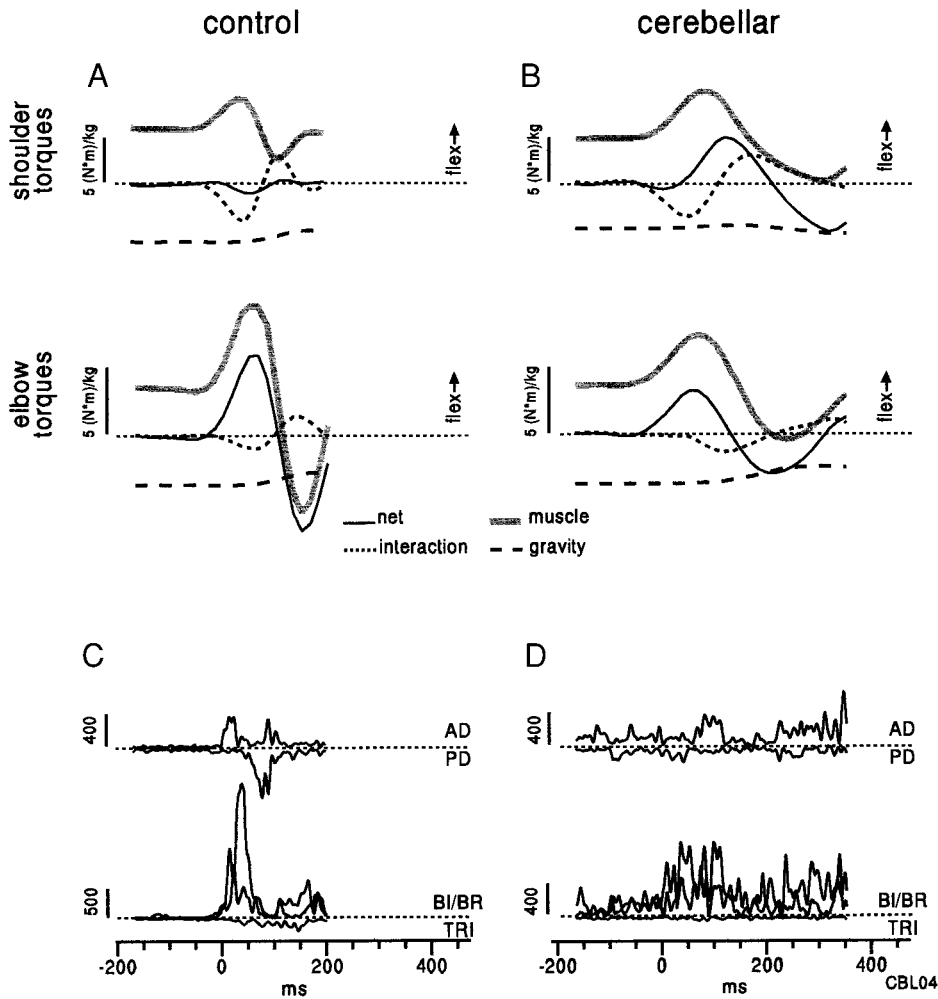 control
cerebellar
A
B
shoulder
torques
5 (N*m)/kg
flex→
5 (N*m)/kg
flex→
elbow
torques
5 (N*m)/kg
flex→
5 (N*m)/kg
flex→
net
muscle
interaction
gravity
C
D
400
AD
PD
400
AD
PD
500
BI/BR
TRI
400
BI/BR
TRI
-200 0 200 400
ms
-200 0 200 400
ms
CBL04